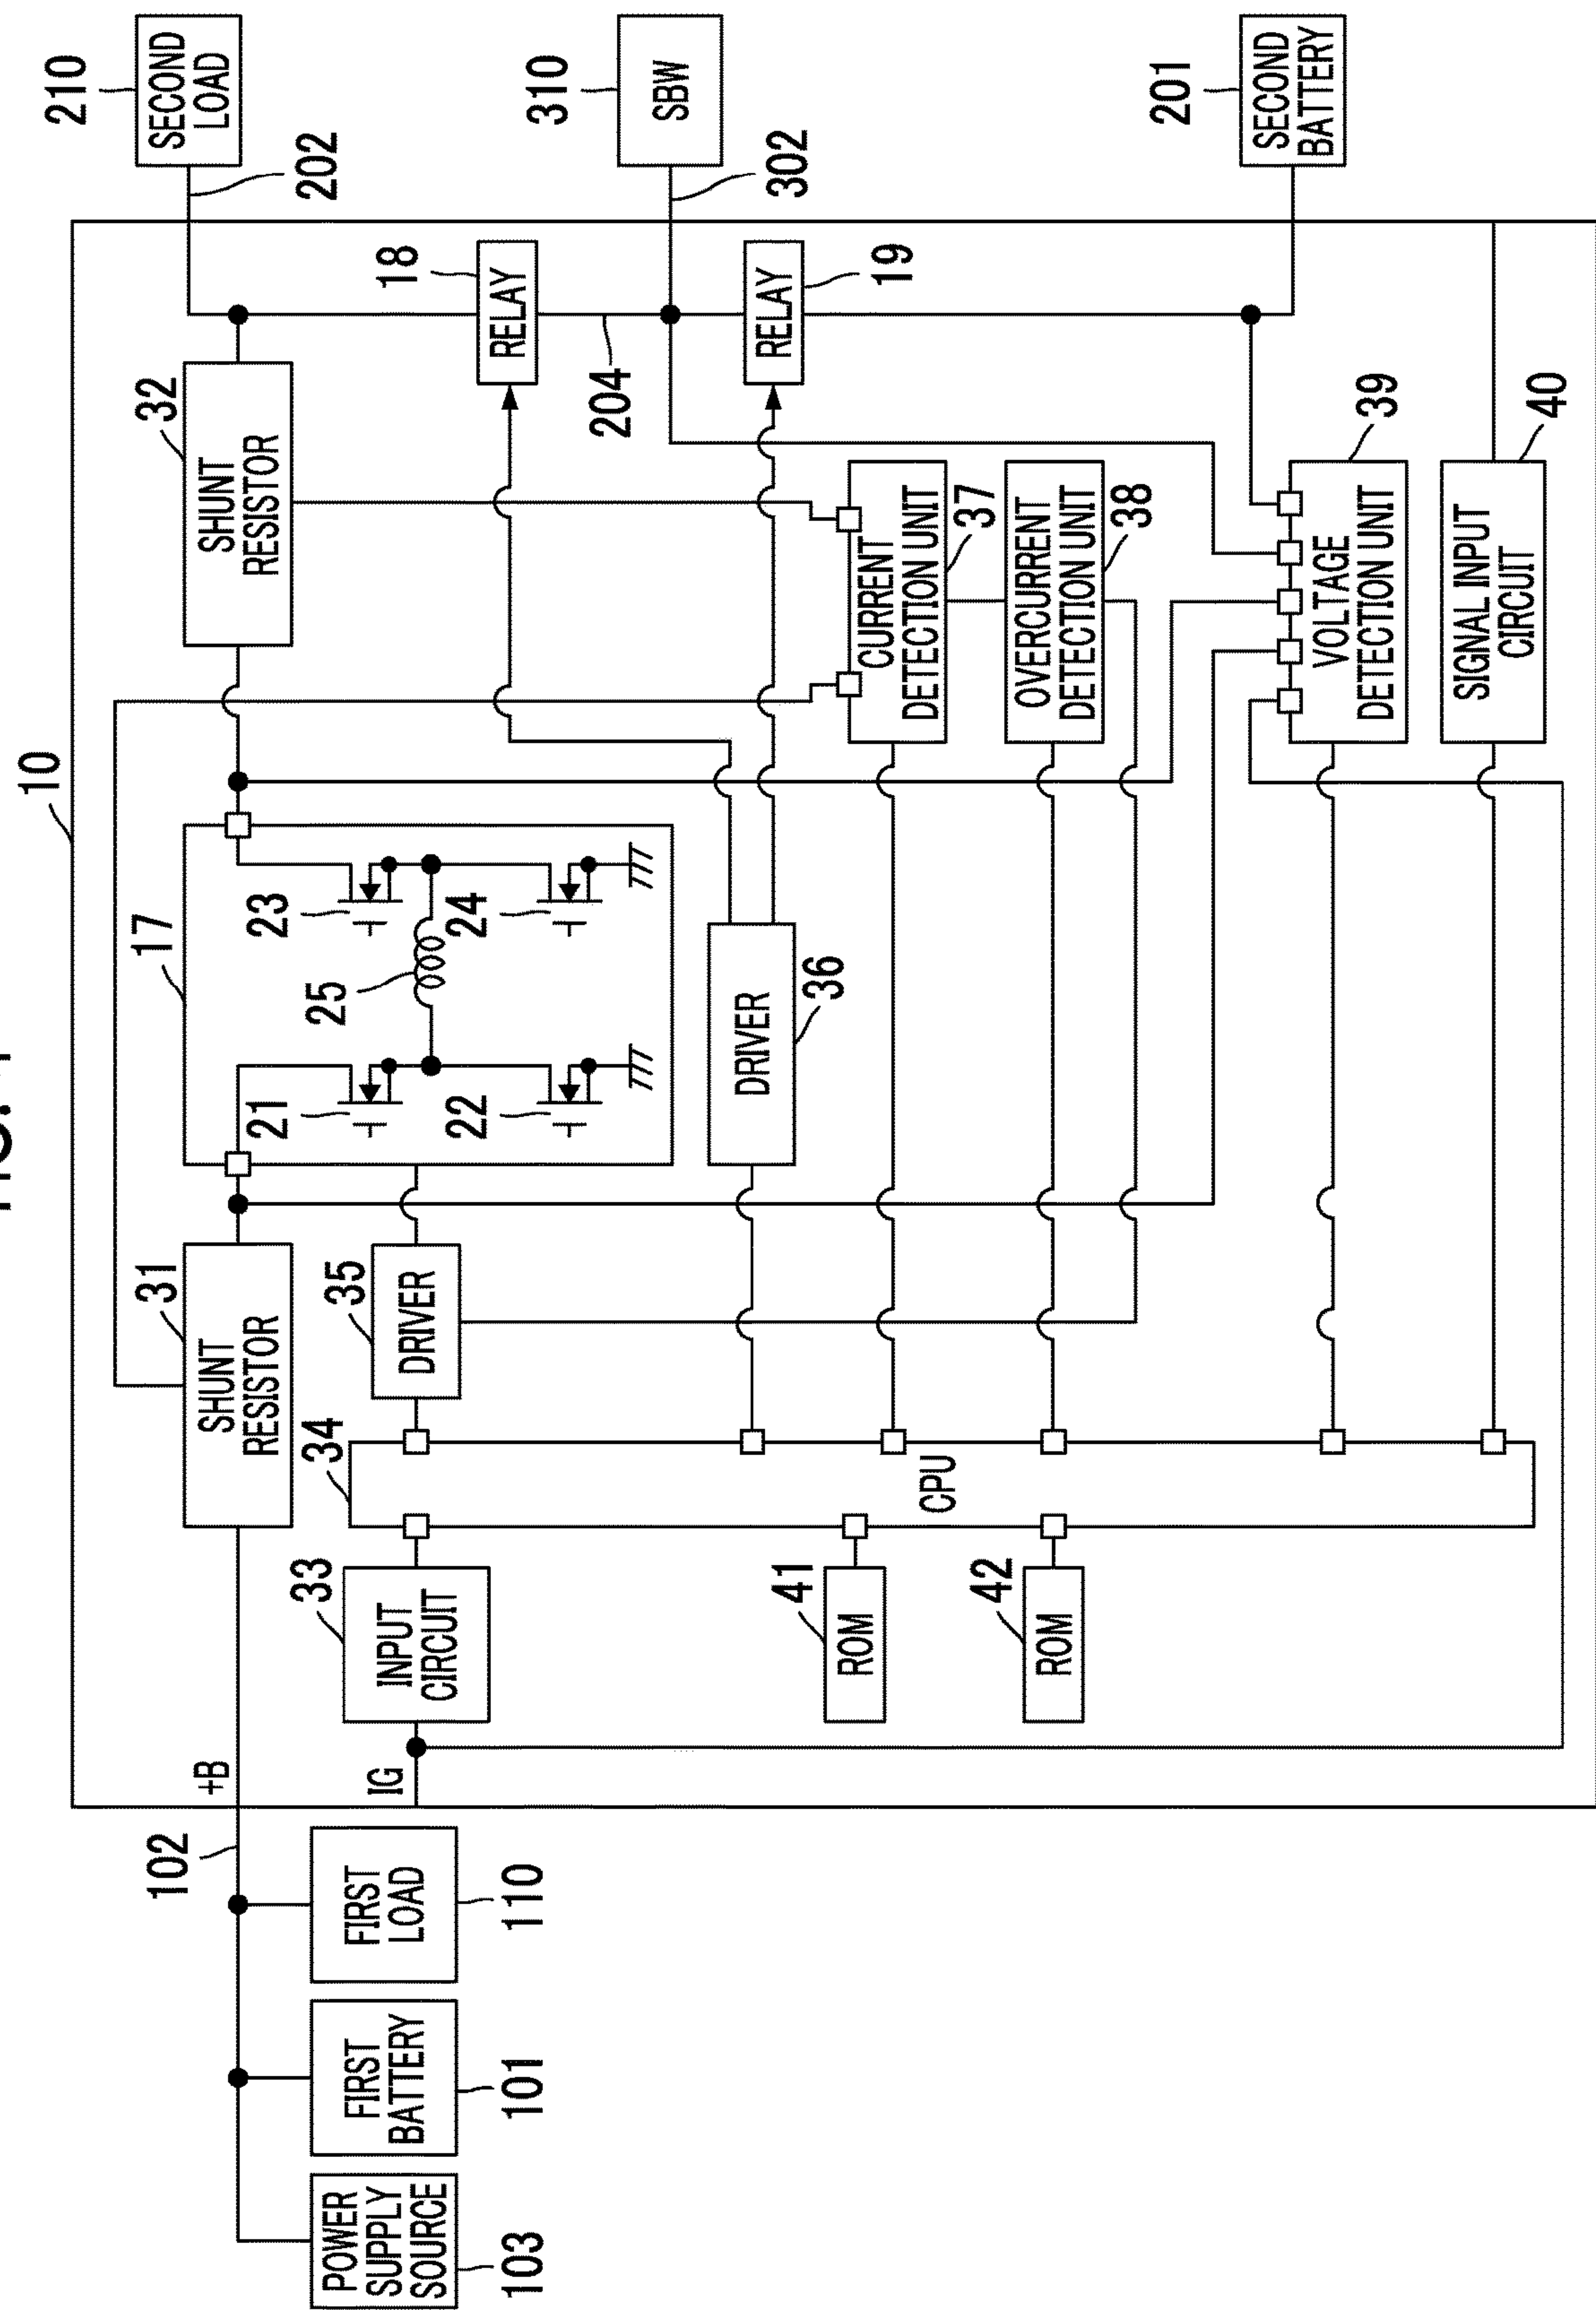 10
102
+B
IG
POWER
SUPPLY
SOURCE
103
FIRST
BATTERY
101
FIRST
LOAD
110
SHUNT
RESISTOR
31
17
21
22
23
24
25
SHUNT
RESISTOR
32
202
SECOND
LOAD
210
INPUT
CIRCUIT
33
34
CPU
DRIVER
35
DRIVER
36
RELAY
18
204
RELAY
19
302
SBW
310
ROM
41
ROM
42
CURRENT
DETECTION UNIT
37
OVERCURRENT
DETECTION UNIT
38
VOLTAGE
DETECTION UNIT
39
SIGNAL INPUT
CIRCUIT
40
SECOND
BATTERY
201